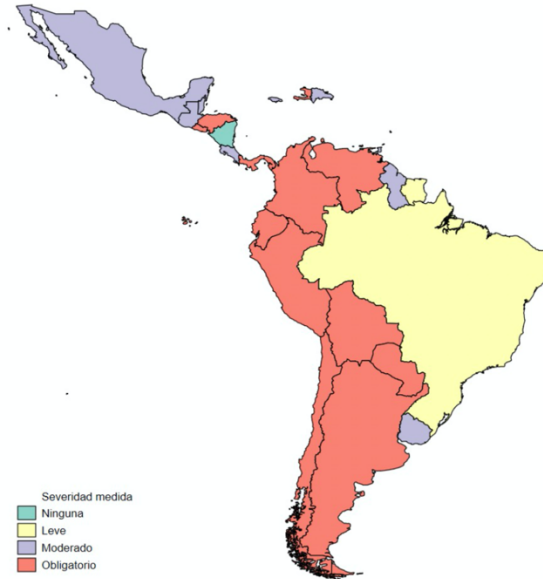 Severidad medida
Ninguna
Leve
Moderado
Obligatorio